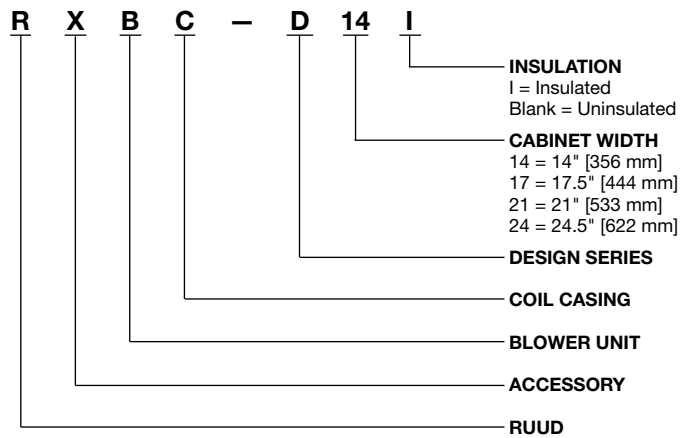 R X B C — D 14 I
INSULATION
I = Insulated
Blank = Uninsulated
CABINET WIDTH
14 = 14" [356 mm]
17 = 17.5" [444 mm]
21 = 21" [533 mm]
24 = 24.5" [622 mm]
DESIGN SERIES
COIL CASING
BLOWER UNIT
ACCESSORY
RUUD